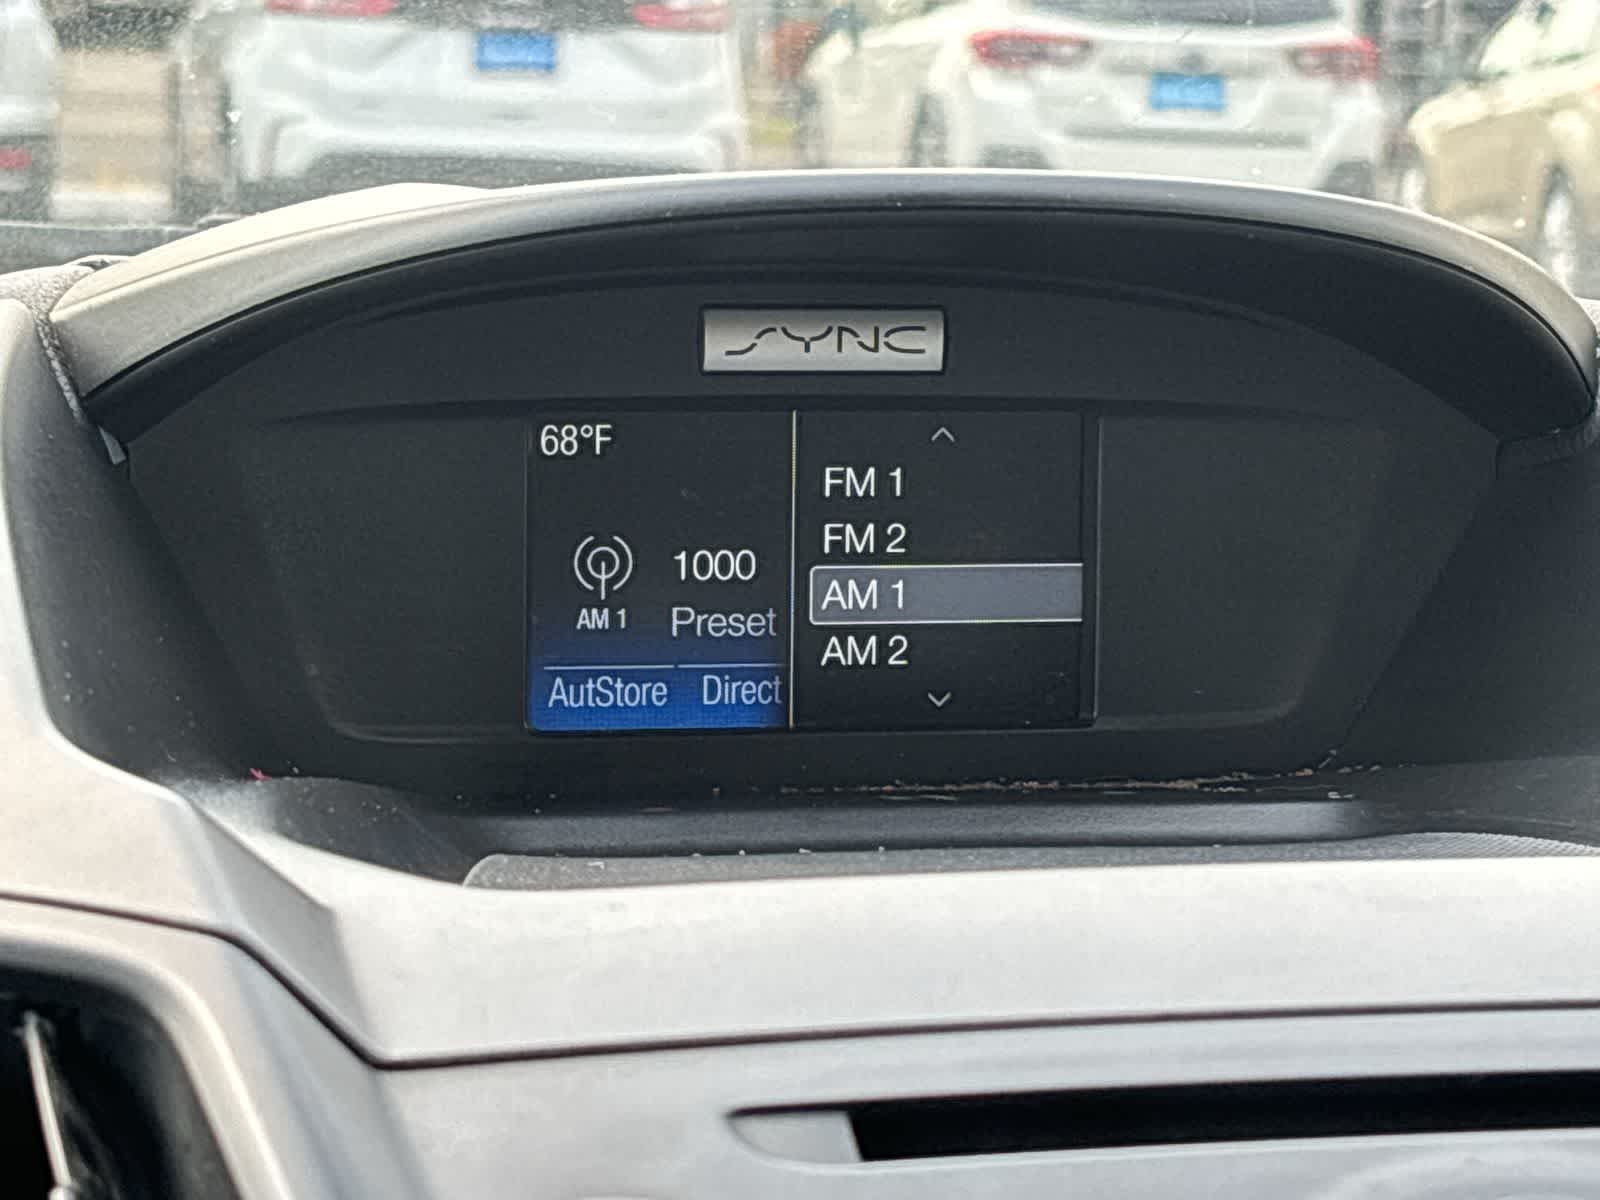 SYNC
68°F
1000
AM 1
Preset
AutStore
Direct
FM 1
FM 2
AM 1
AM 2